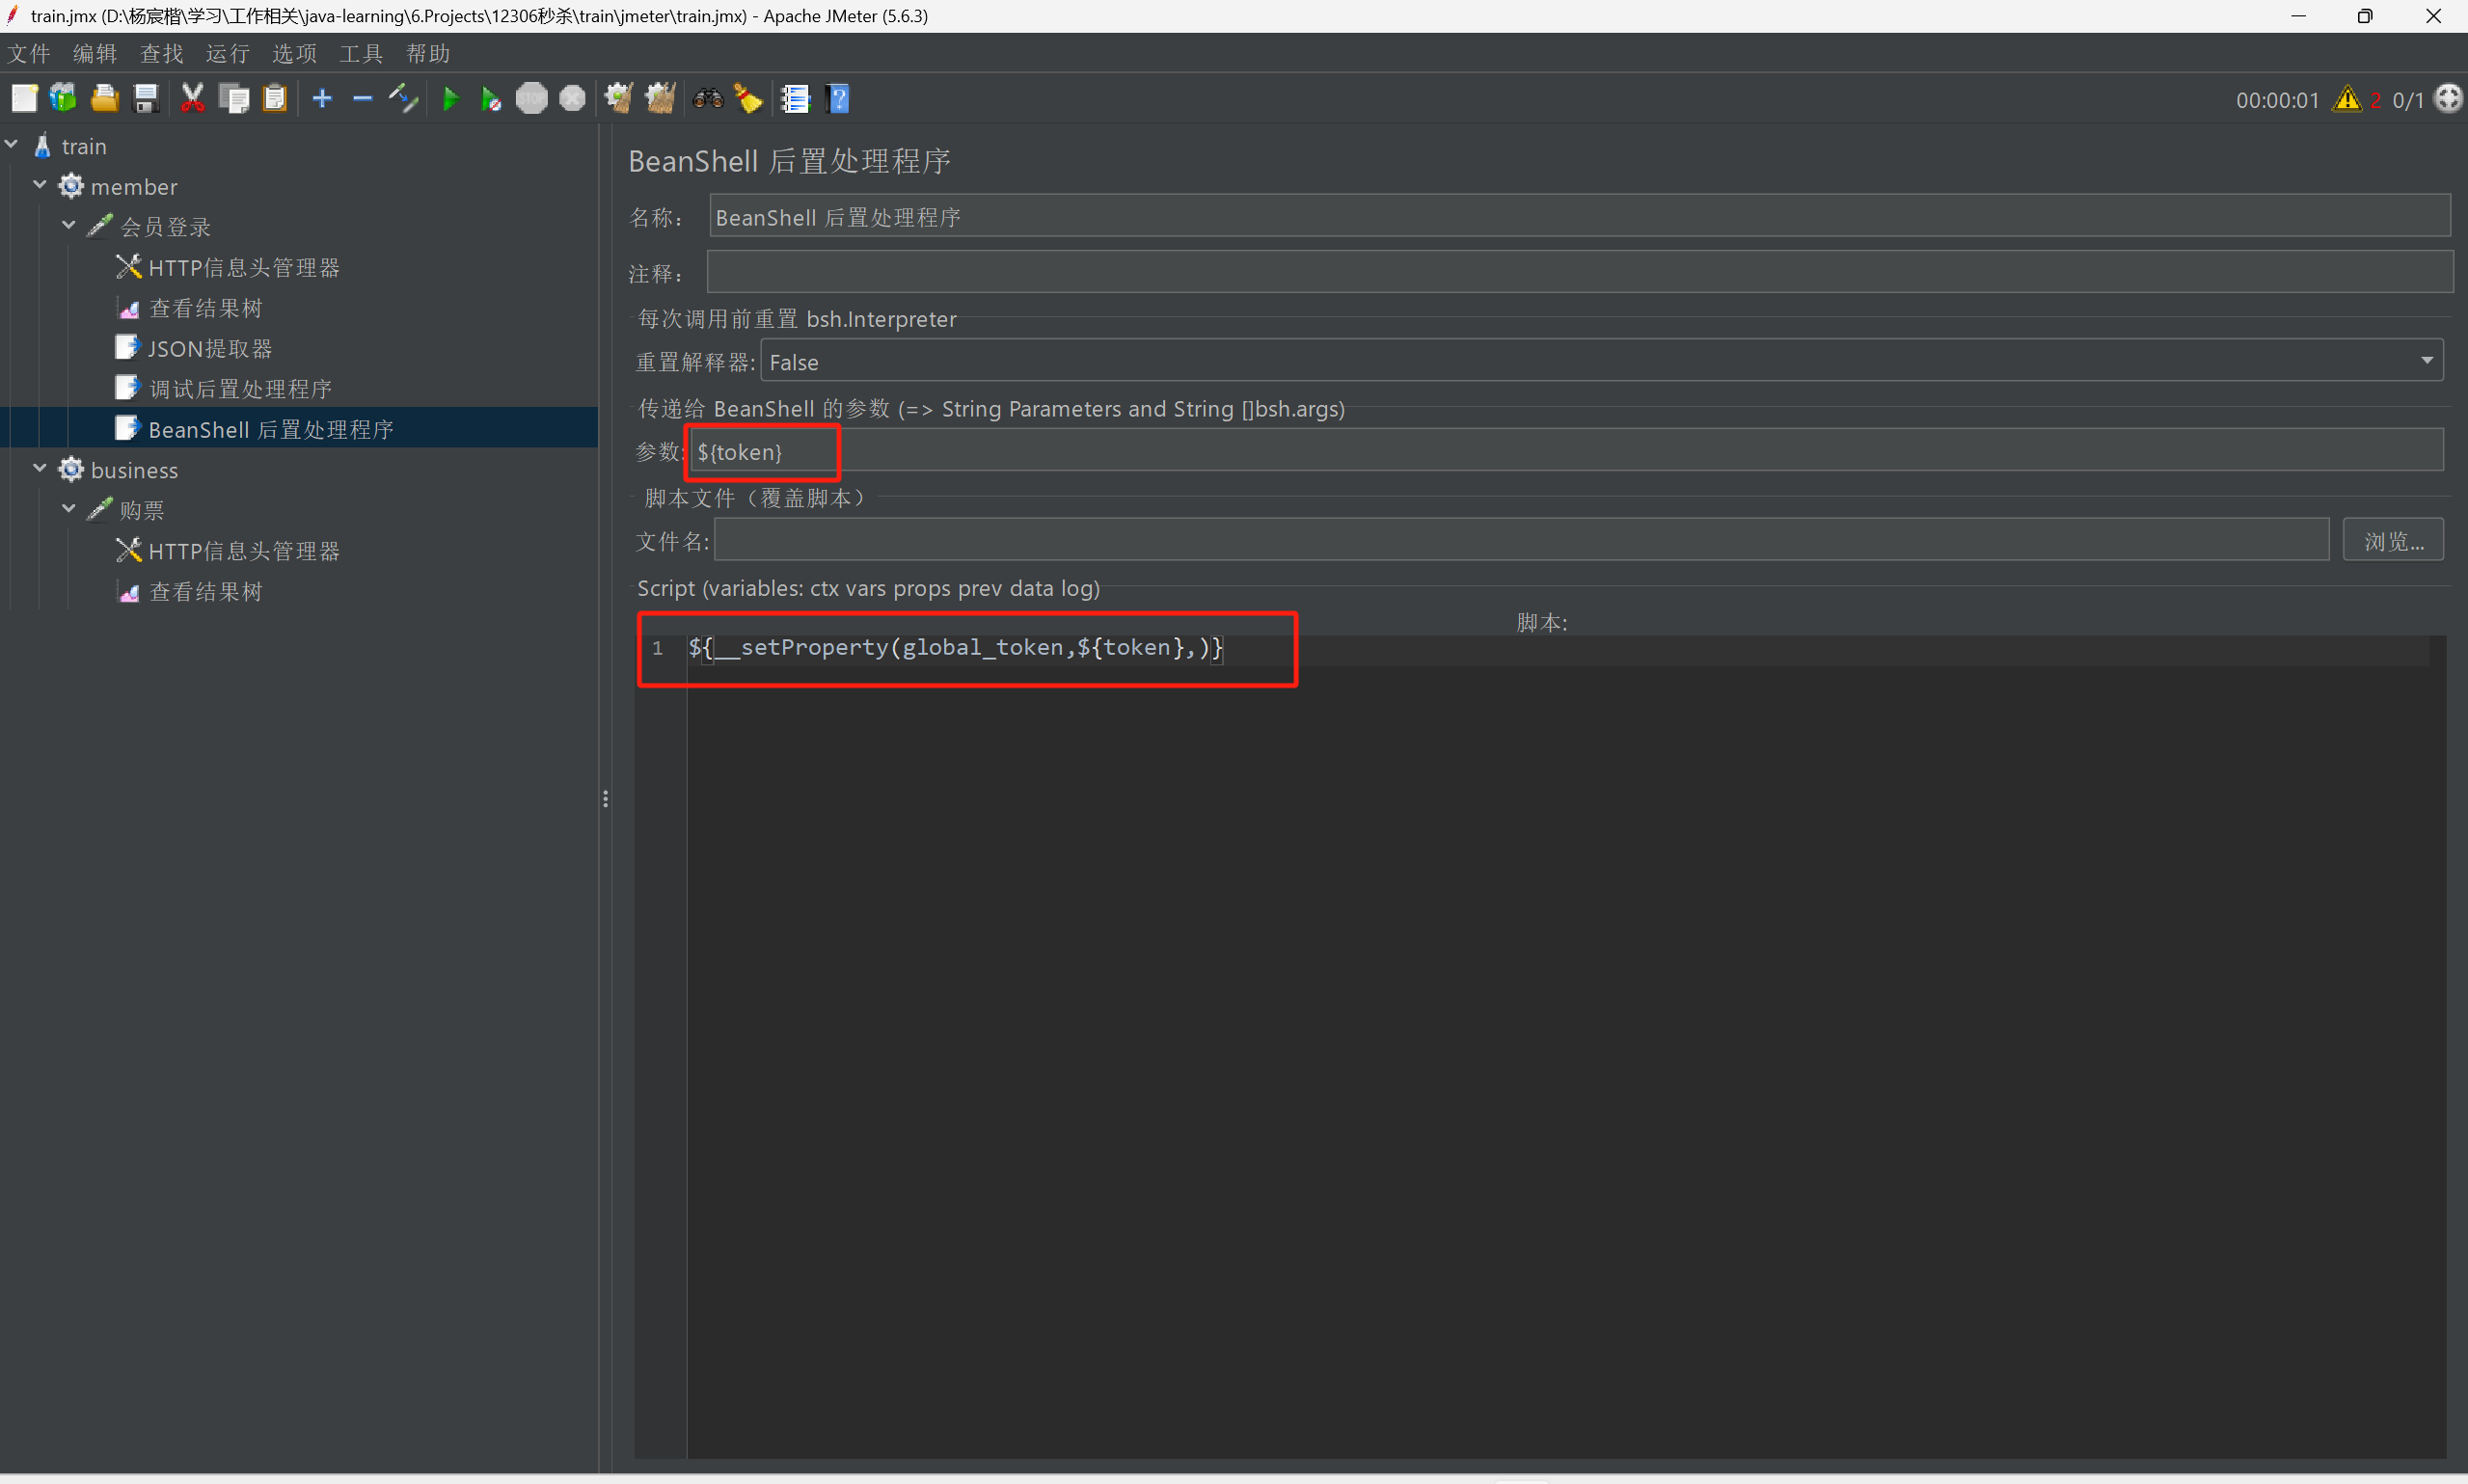 train.jmx (D:\杨宸楷\学习\工作相关\java-learning\6.Projects\12306秒杀\train\jmeter\train.jmx) - Apache JMeter (5.6.3)
文件 编辑 查找 运行 选项 工具 帮助
STOP
00:00:01 2 0/1
train
member
会员登录
HTTP信息头管理器
查看结果树
JSON提取器
调试后置处理程序
BeanShell 后置处理程序
business
购票
HTTP信息头管理器
查看结果树
BeanShell 后置处理程序
名称: BeanShell 后置处理程序
注释:
每次调用前重置 bsh.Interpreter
重置解释器: False
传递给 BeanShell 的参数 (=> String Parameters and String []bsh.args)
参数: ${token}
脚本文件（覆盖脚本）
文件名: 浏览...
Script (variables: ctx vars props prev data log)
脚本:
1 ${__setProperty(global_token,${token},)}